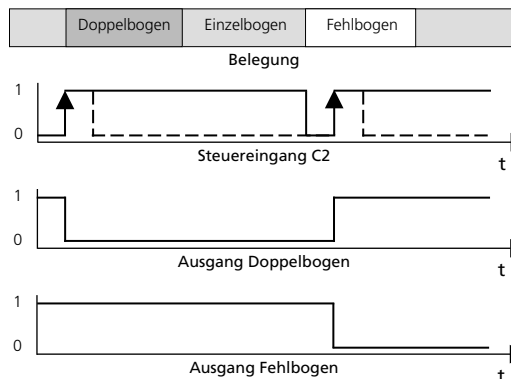 Doppelbogen Einzelbogen Fehlbogen
Belegung
1
0
Steuereingang C2
t
1
0
Ausgang Doppelbogen
t
1
0
Ausgang Fehlbogen
t